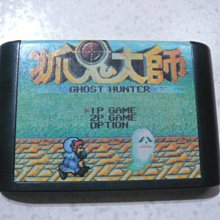 抓鬼大師
GHOST HUNTER
1P GAME
2P GAME
OPTION